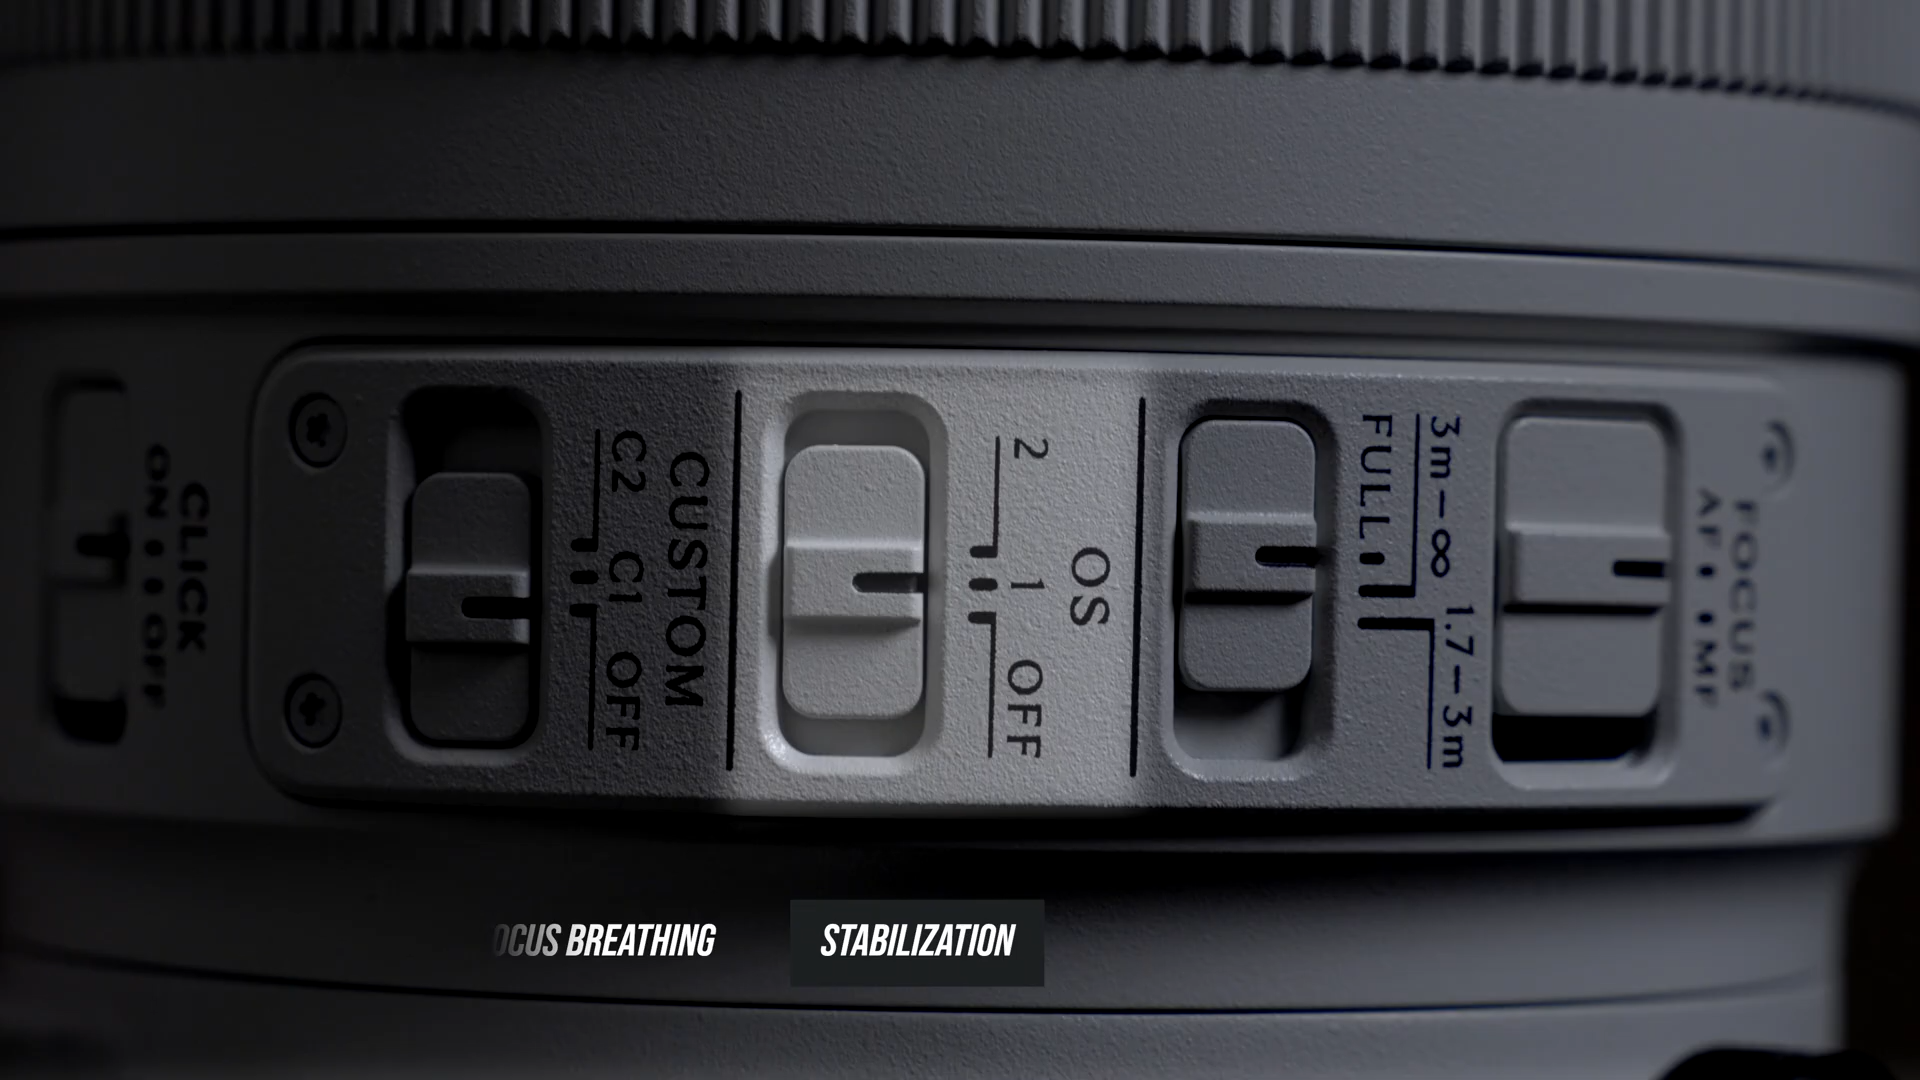 CLICK
ON OFF
CUSTOM
C2 C1 OFF
OS
2 1 OFF
FULL
3m–∞ 1.7–3m
FOCUS
AF MF
OCUS BREATHING
STABILIZATION